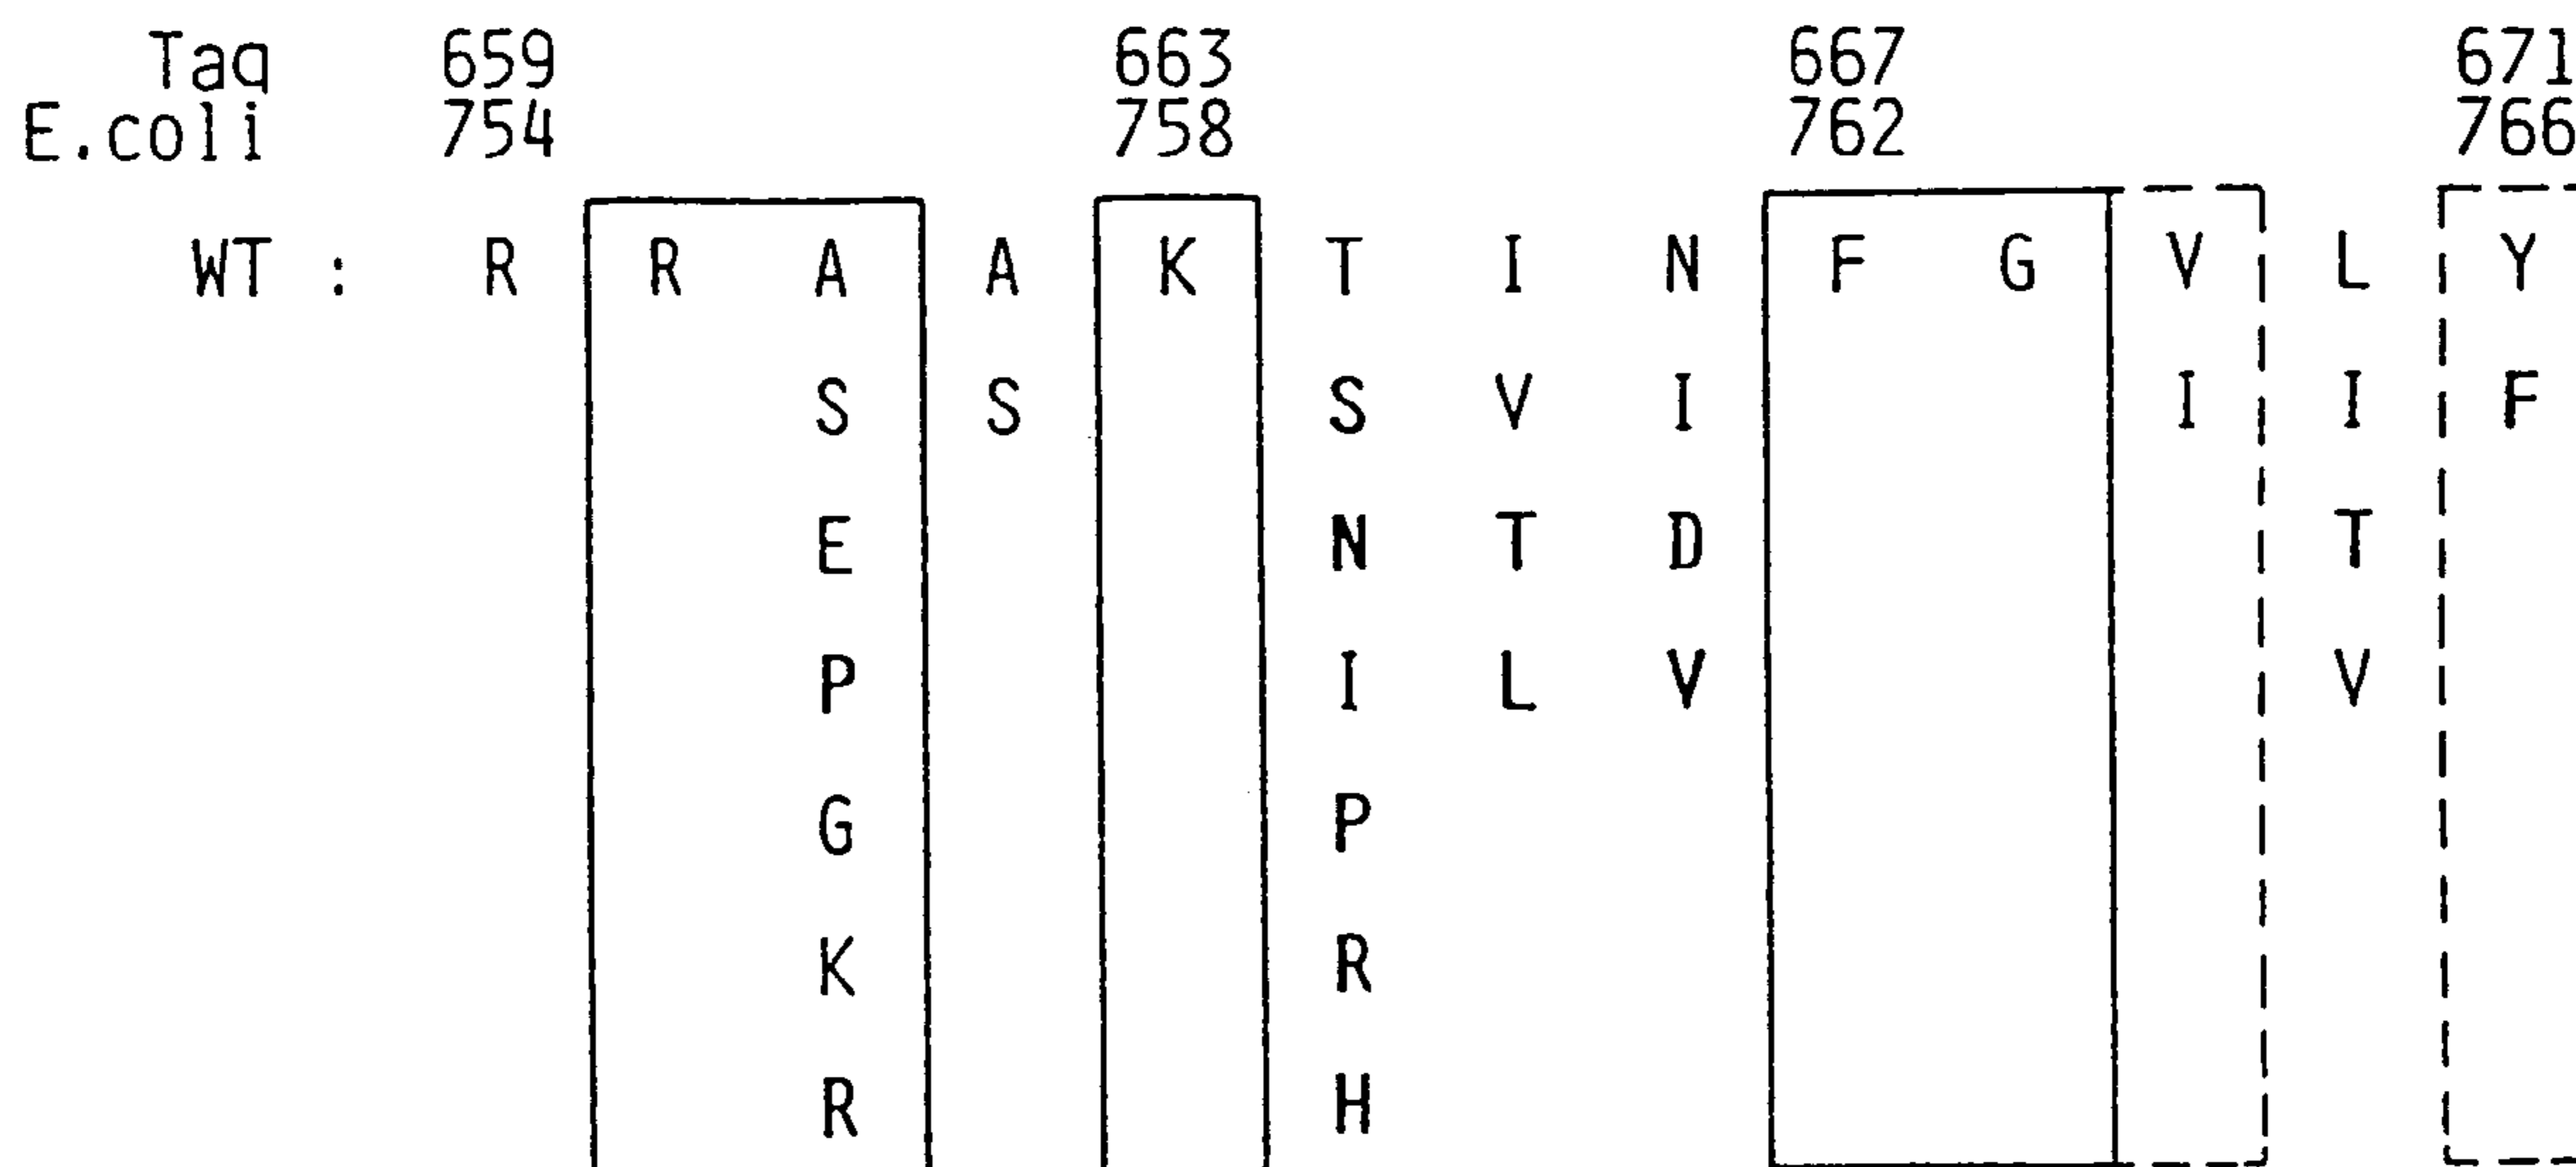 Taq 659 663 667 671
E.coli 754 758 762 766
WT : R R A A K T I N F G V L Y
S S S V I I I F
E N T D T
P I L V V
G P
K R
R H